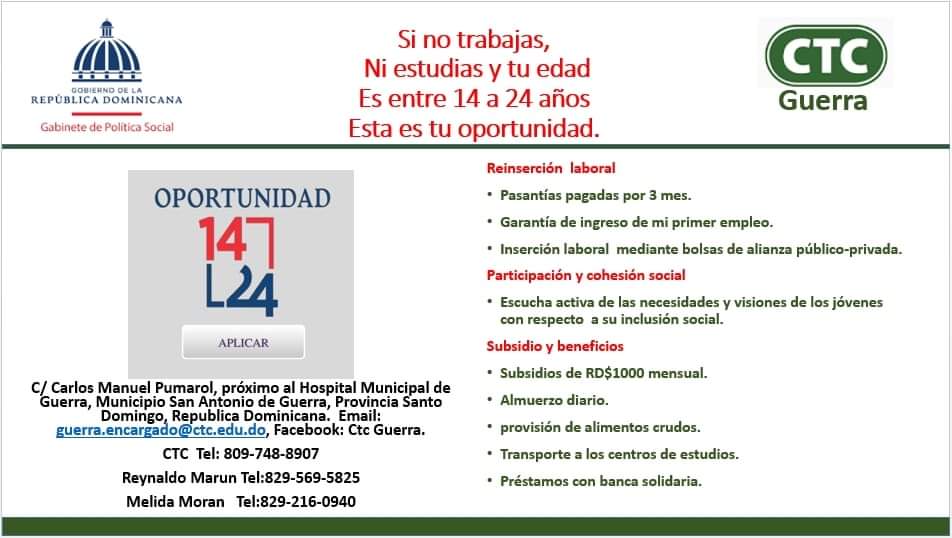 GOBIERNO DE LA
REPÚBLICA DOMINICANA
Gabinete de Política Social
Si no trabajas,
Ni estudias y tu edad
Es entre 14 a 24 años
Esta es tu oportunidad.
CTC
Guerra
OPORTUNIDAD
14
24
APLICAR
C/ Carlos Manuel Pumarol, próximo al Hospital Municipal de
Guerra, Municipio San Antonio de Guerra, Provincia Santo
Domingo, Republica Dominicana. Email:
guerra.encargado@ctc.edu.do, Facebook: Ctc Guerra.
CTC Tel: 809-748-8907
Reynaldo Marun Tel:829-569-5825
Melida Moran Tel:829-216-0940
Reinserción laboral
• Pasantías pagadas por 3 mes.
• Garantía de ingreso de mi primer empleo.
• Inserción laboral mediante bolsas de alianza público-privada.
Participación y cohesión social
• Escucha activa de las necesidades y visiones de los jóvenes
con respecto a su inclusión social.
Subsidio y beneficios
• Subsidios de RD$1000 mensual.
• Almuerzo diario.
• provisión de alimentos crudos.
• Transporte a los centros de estudios.
• Préstamos con banca solidaria.